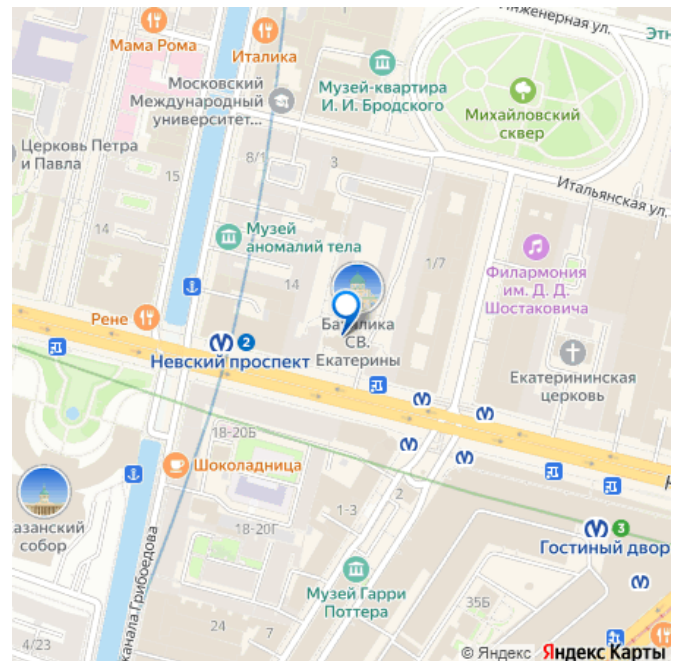 Инженерная ул.
Мама Рома
Италика
Московский
Международный
университет...
Музей-квартира
И. И. Бродского
Михайловский
сквер
Церковь Петра
и Павла
8/1
3
15
Итальянская ул.
14
Музей
аномалий тела
14
1/7
Филармония
им. Д. Д.
Шостаковича
Рене
2
Невский проспект
СВ.
Екатерины
Екатерининская
церковь
18-20Б
Шоколадница
2
1-3
азанский
собор
18-20Г
3
Гостиный двор
канала Грибоедова
Музей Гарри
Поттера
35Б
24
7
4/23
© Яндекс Яндекс Карты